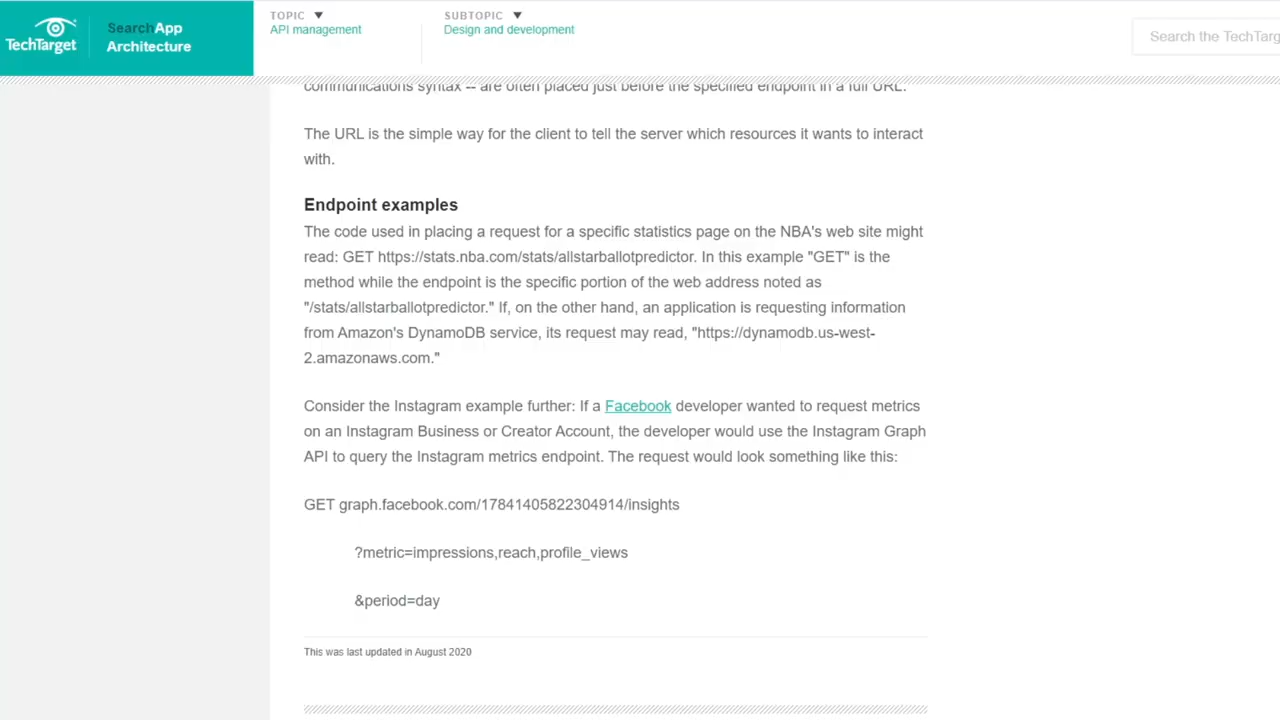 TechTarget
SearchApp
Architecture
TOPIC ▼
API management
SUBTOPIC ▼
Design and development
Search the TechTarg
communications syntax -- are often placed just before the specified endpoint in a full URL.
The URL is the simple way for the client to tell the server which resources it wants to interact
with.
Endpoint examples
The code used in placing a request for a specific statistics page on the NBA's web site might
read: GET https://stats.nba.com/stats/allstarballotpredictor. In this example "GET" is the
method while the endpoint is the specific portion of the web address noted as
"/stats/allstarballotpredictor." If, on the other hand, an application is requesting information
from Amazon's DynamoDB service, its request may read, "https://dynamodb.us-west-
2.amazonaws.com."
Consider the Instagram example further: If a Facebook developer wanted to request metrics
on an Instagram Business or Creator Account, the developer would use the Instagram Graph
API to query the Instagram metrics endpoint. The request would look something like this:
GET graph.facebook.com/17841405822304914/insights
?metric=impressions,reach,profile_views
&period=day
This was last updated in August 2020